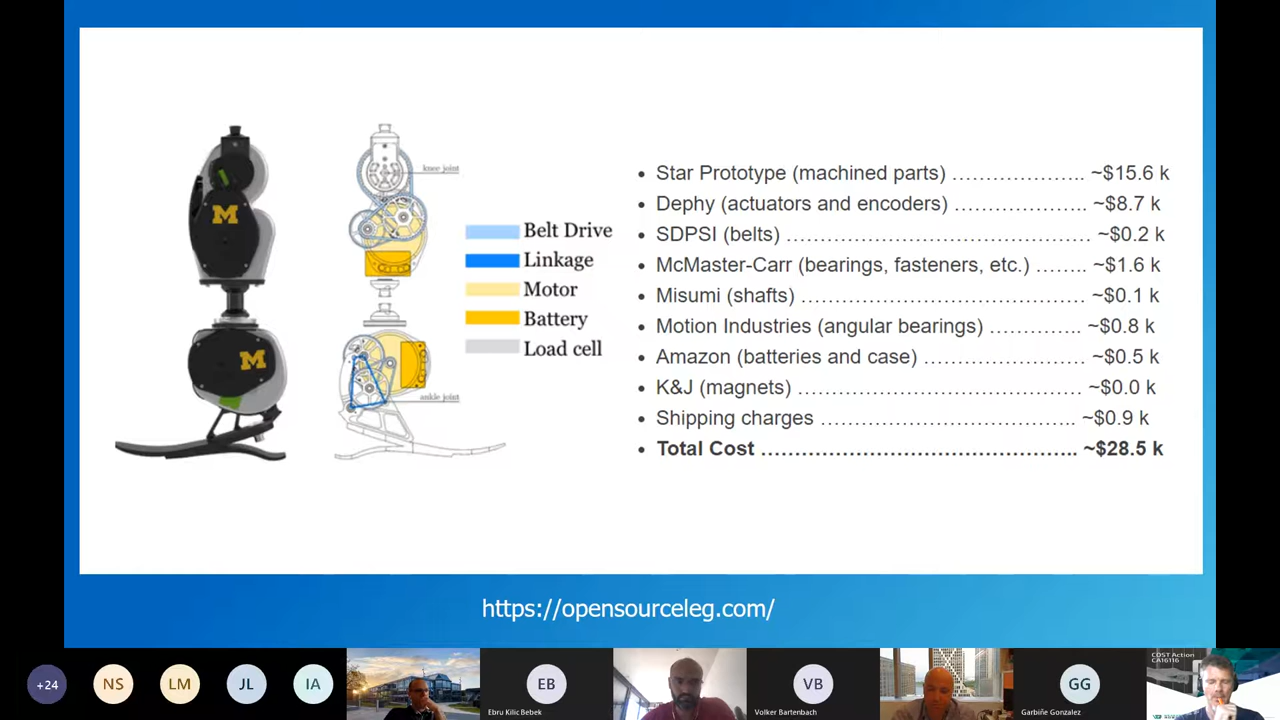 M
M
knee joint
ankle joint
Belt Drive
Linkage
Motor
Battery
Load cell
• Star Prototype (machined parts) ……………….. ~$15.6 k
• Dephy (actuators and encoders) ……………….. ~$8.7 k
• SDPSI (belts) ………………………………………. ~$0.2 k
• McMaster-Carr (bearings, fasteners, etc.) …….. ~$1.6 k
• Misumi (shafts) …………………………………… ~$0.1 k
• Motion Industries (angular bearings) ………….. ~$0.8 k
• Amazon (batteries and case) …………………… ~$0.5 k
• K&J (magnets) …………………………………… ~$0.0 k
• Shipping charges ……………………………….. ~$0.9 k
• Total Cost ……………………………………….. ~$28.5 k
https://opensourceleg.com/
+24
NS
LM
JL
IA
EB
Ebru Kilic Bebek
VB
Volker Bartenbach
GG
Garbiñe Gonzalez
COST Action
CA16116